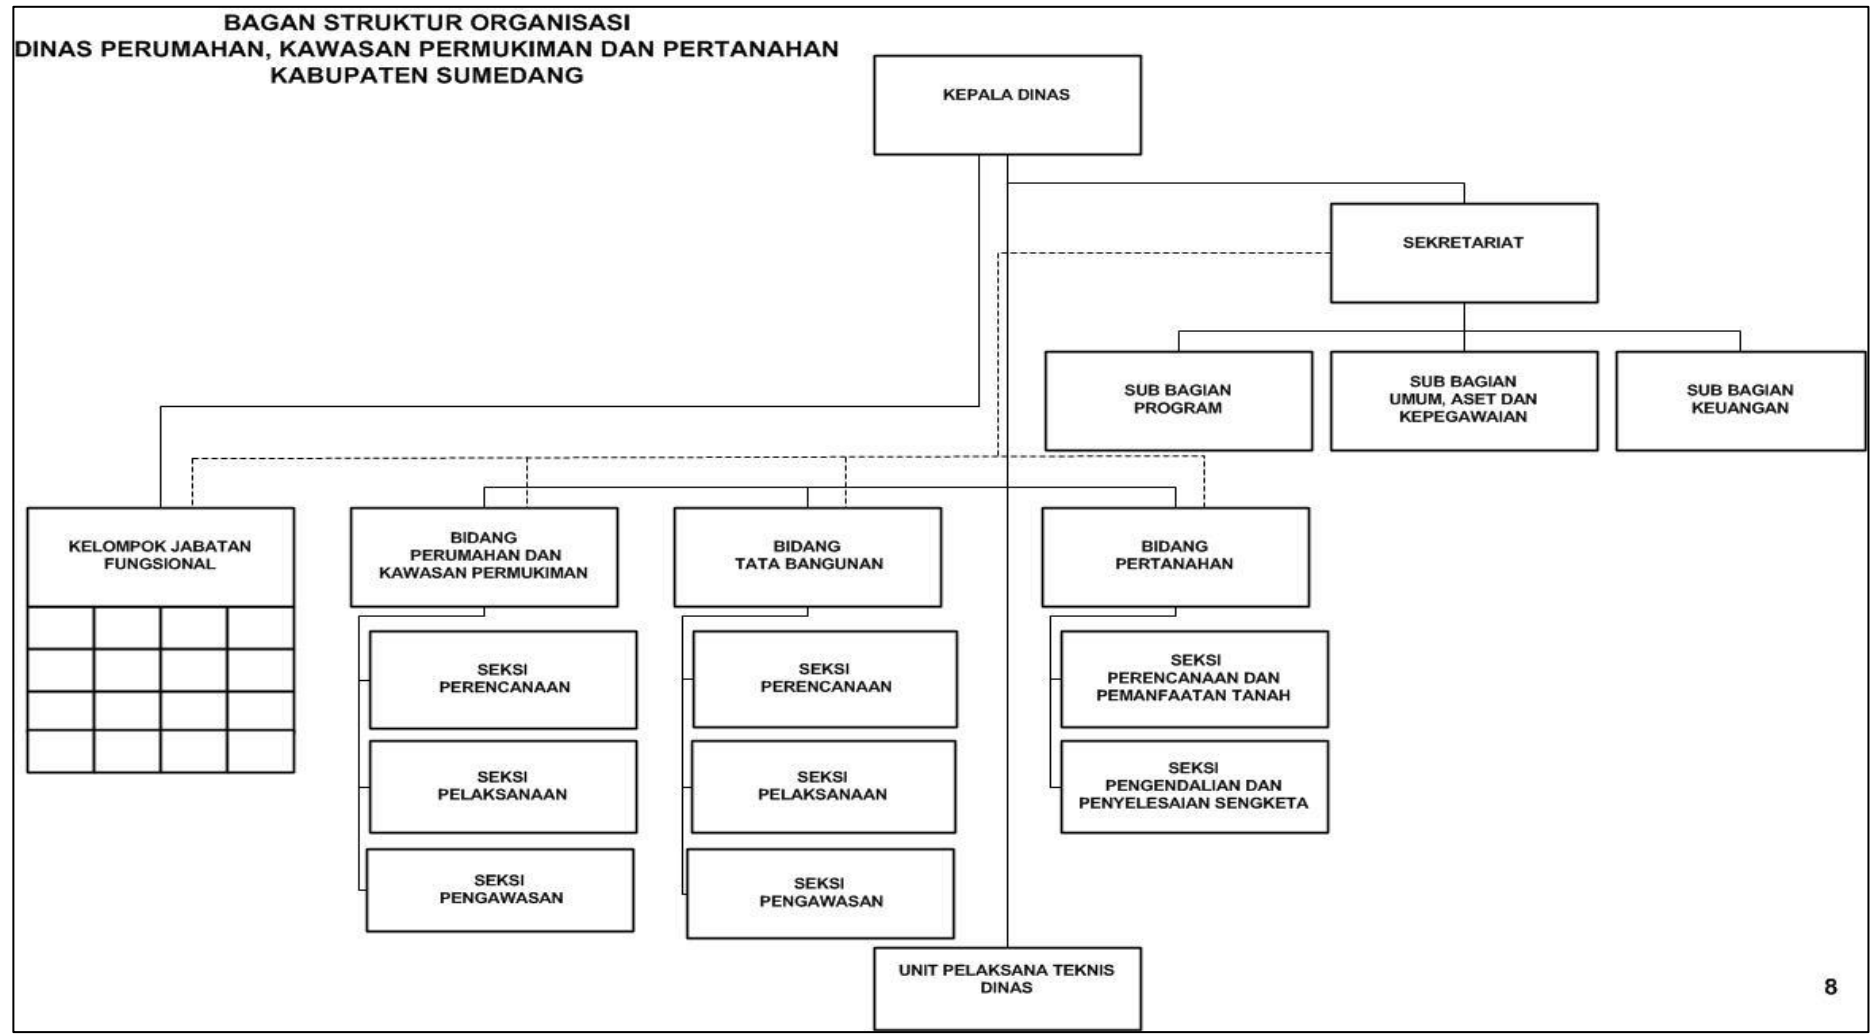 BAGAN STRUKTUR ORGANISASI
DINAS PERUMAHAN, KAWASAN PERMUKIMAN DAN PERTANAHAN
KABUPATEN SUMEDANG
KEPALA DINAS
SEKRETARIAT
SUB BAGIAN
PROGRAM
SUB BAGIAN
UMUM, ASET DAN
KEPEGAWAIAN
SUB BAGIAN
KEUANGAN
KELOMPOK JABATAN
FUNGSIONAL
BIDANG
PERUMAHAN DAN
KAWASAN PERMUKIMAN
BIDANG
TATA BANGUNAN
BIDANG
PERTANAHAN
SEKSI
PERENCANAAN
SEKSI
PERENCANAAN
SEKSI
PERENCANAAN DAN
PEMANFAATAN TANAH
SEKSI
PELAKSANAAN
SEKSI
PELAKSANAAN
SEKSI
PENGENDALIAN DAN
PENYELESAIAN SENGKETA
SEKSI
PENGAWASAN
SEKSI
PENGAWASAN
UNIT PELAKSANA TEKNIS
DINAS
8